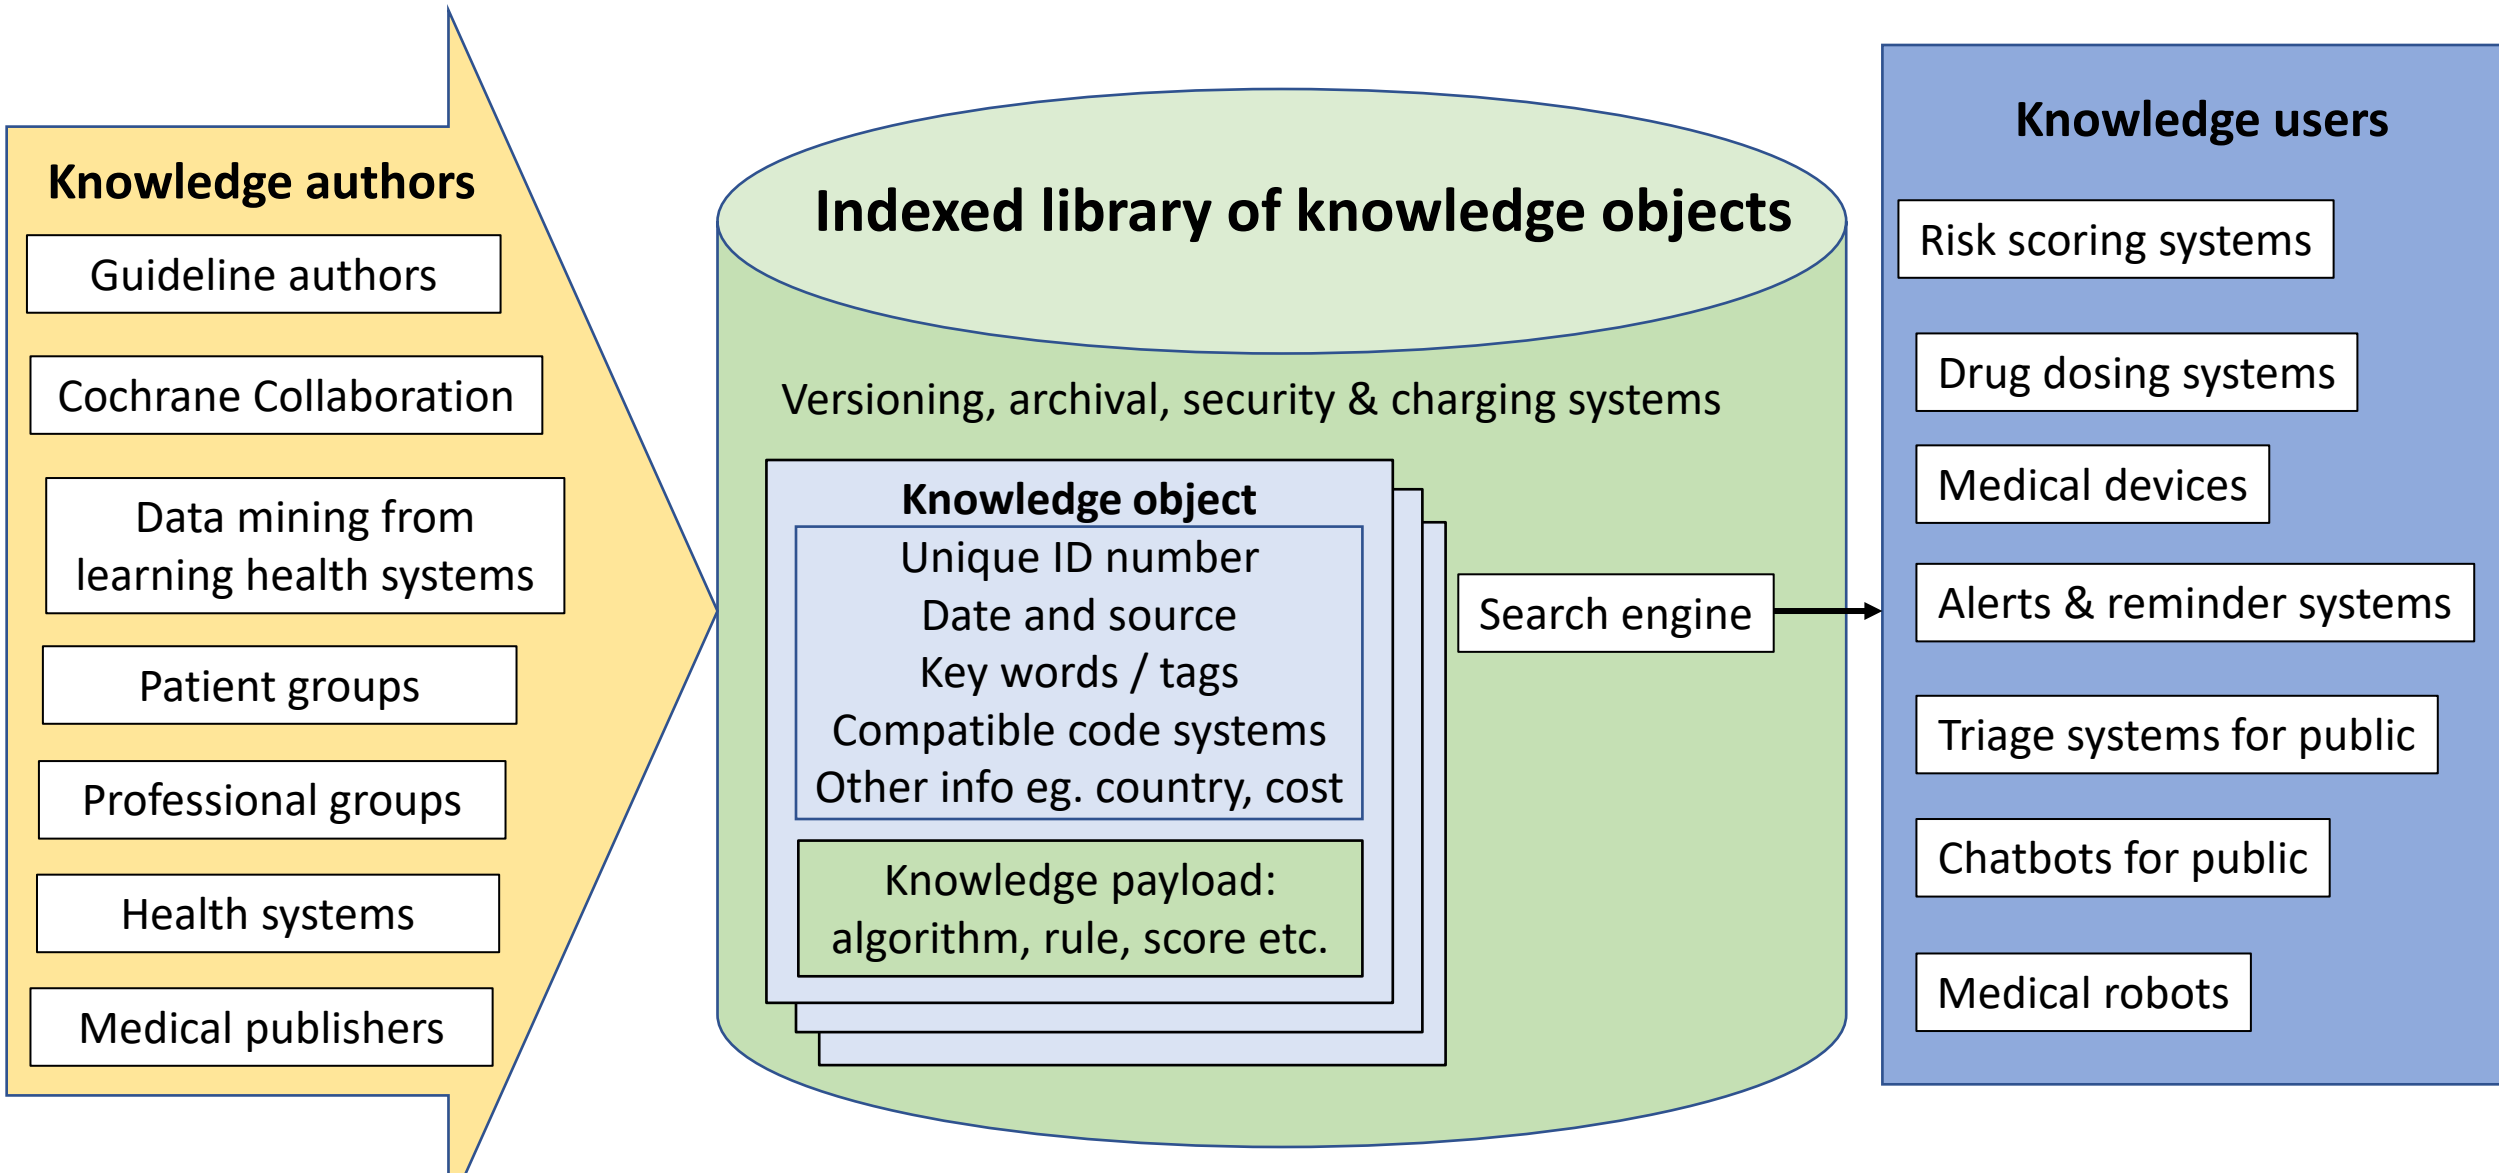 Knowledge authors
Guideline authors
Cochrane Collaboration
Data mining from
learning health systems
Patient groups
Professional groups
Health systems
Medical publishers
Indexed library of knowledge objects
Versioning, archival, security & charging systems
Knowledge object
Unique ID number
Date and source
Key words / tags
Compatible code systems
Other info eg. country, cost
Knowledge payload:
algorithm, rule, score etc.
Search engine
Knowledge users
Risk scoring systems
Drug dosing systems
Medical devices
Alerts & reminder systems
Triage systems for public
Chatbots for public
Medical robots